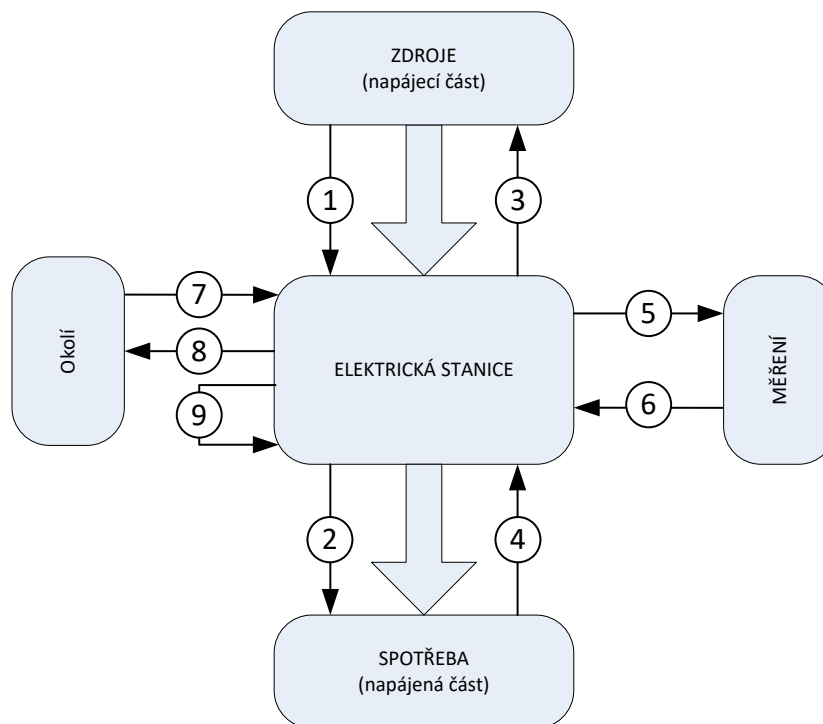 ZDROJE
(napájecí část)
1
3
7
5
8
Okolí
ELEKTRICKÁ STANICE
MĚŘENÍ
9
6
2
4
SPOTŘEBA
(napájená část)